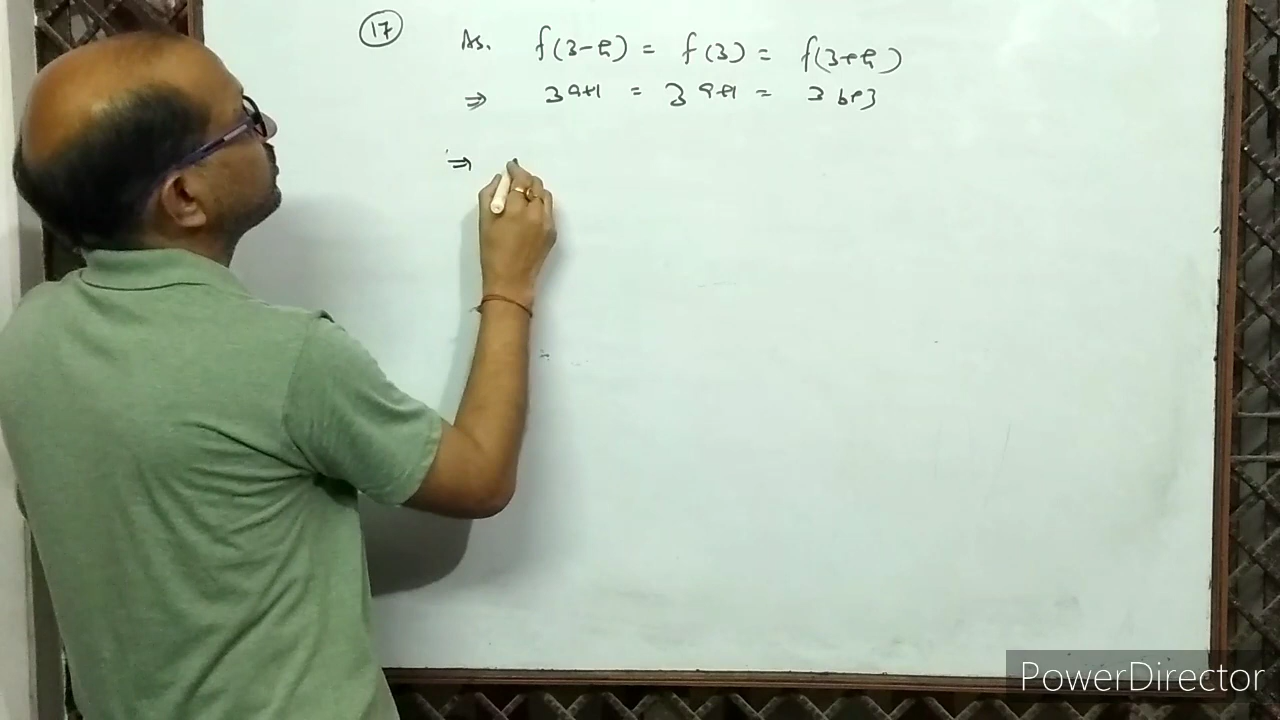 17 As. f(3-h) = f(3) = f(3+h)
⇒ 3a+1 = 3a+1 = 3b+3
⇒
PowerDirector